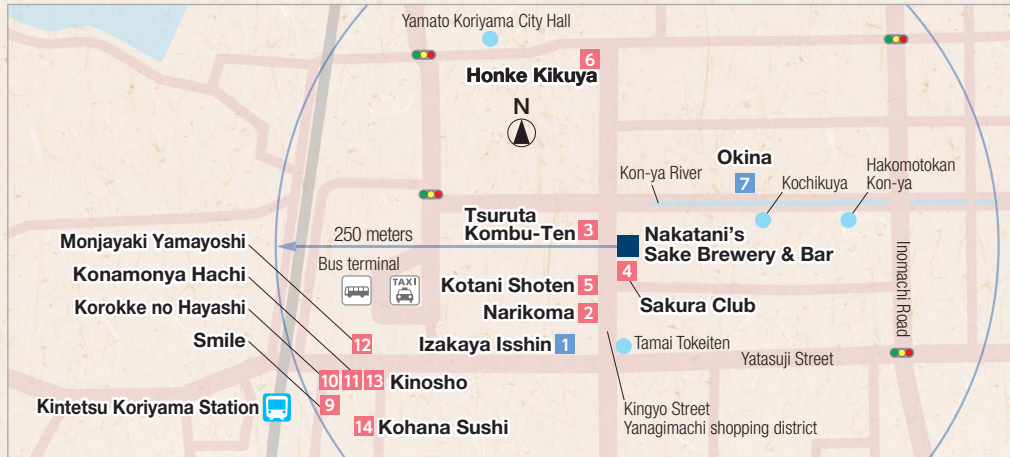 Yamato Koriyama City Hall
6
Honke Kikuya
N
Okina
7
Kon-ya River
Kochikuya
Hakomotokan
Kon-ya
Tsuruta
Kombu-Ten
3
Nakatani's
Sake Brewery & Bar
250 meters
Bus terminal
TAXI
4
Sakura Club
Kotani Shoten
5
Narikoma
2
Izakaya Isshin
1
Tamai Tokeiten
Yatasuji Street
Inomachi Road
Kingyo Street
Yanagimachi shopping district
Monjayaki Yamayoshi
Konamonya Hachi
Korokke no Hayashi
Smile
12
10
11
13
Kinosho
9
Kintetsu Koriyama Station
14
Kohana Sushi